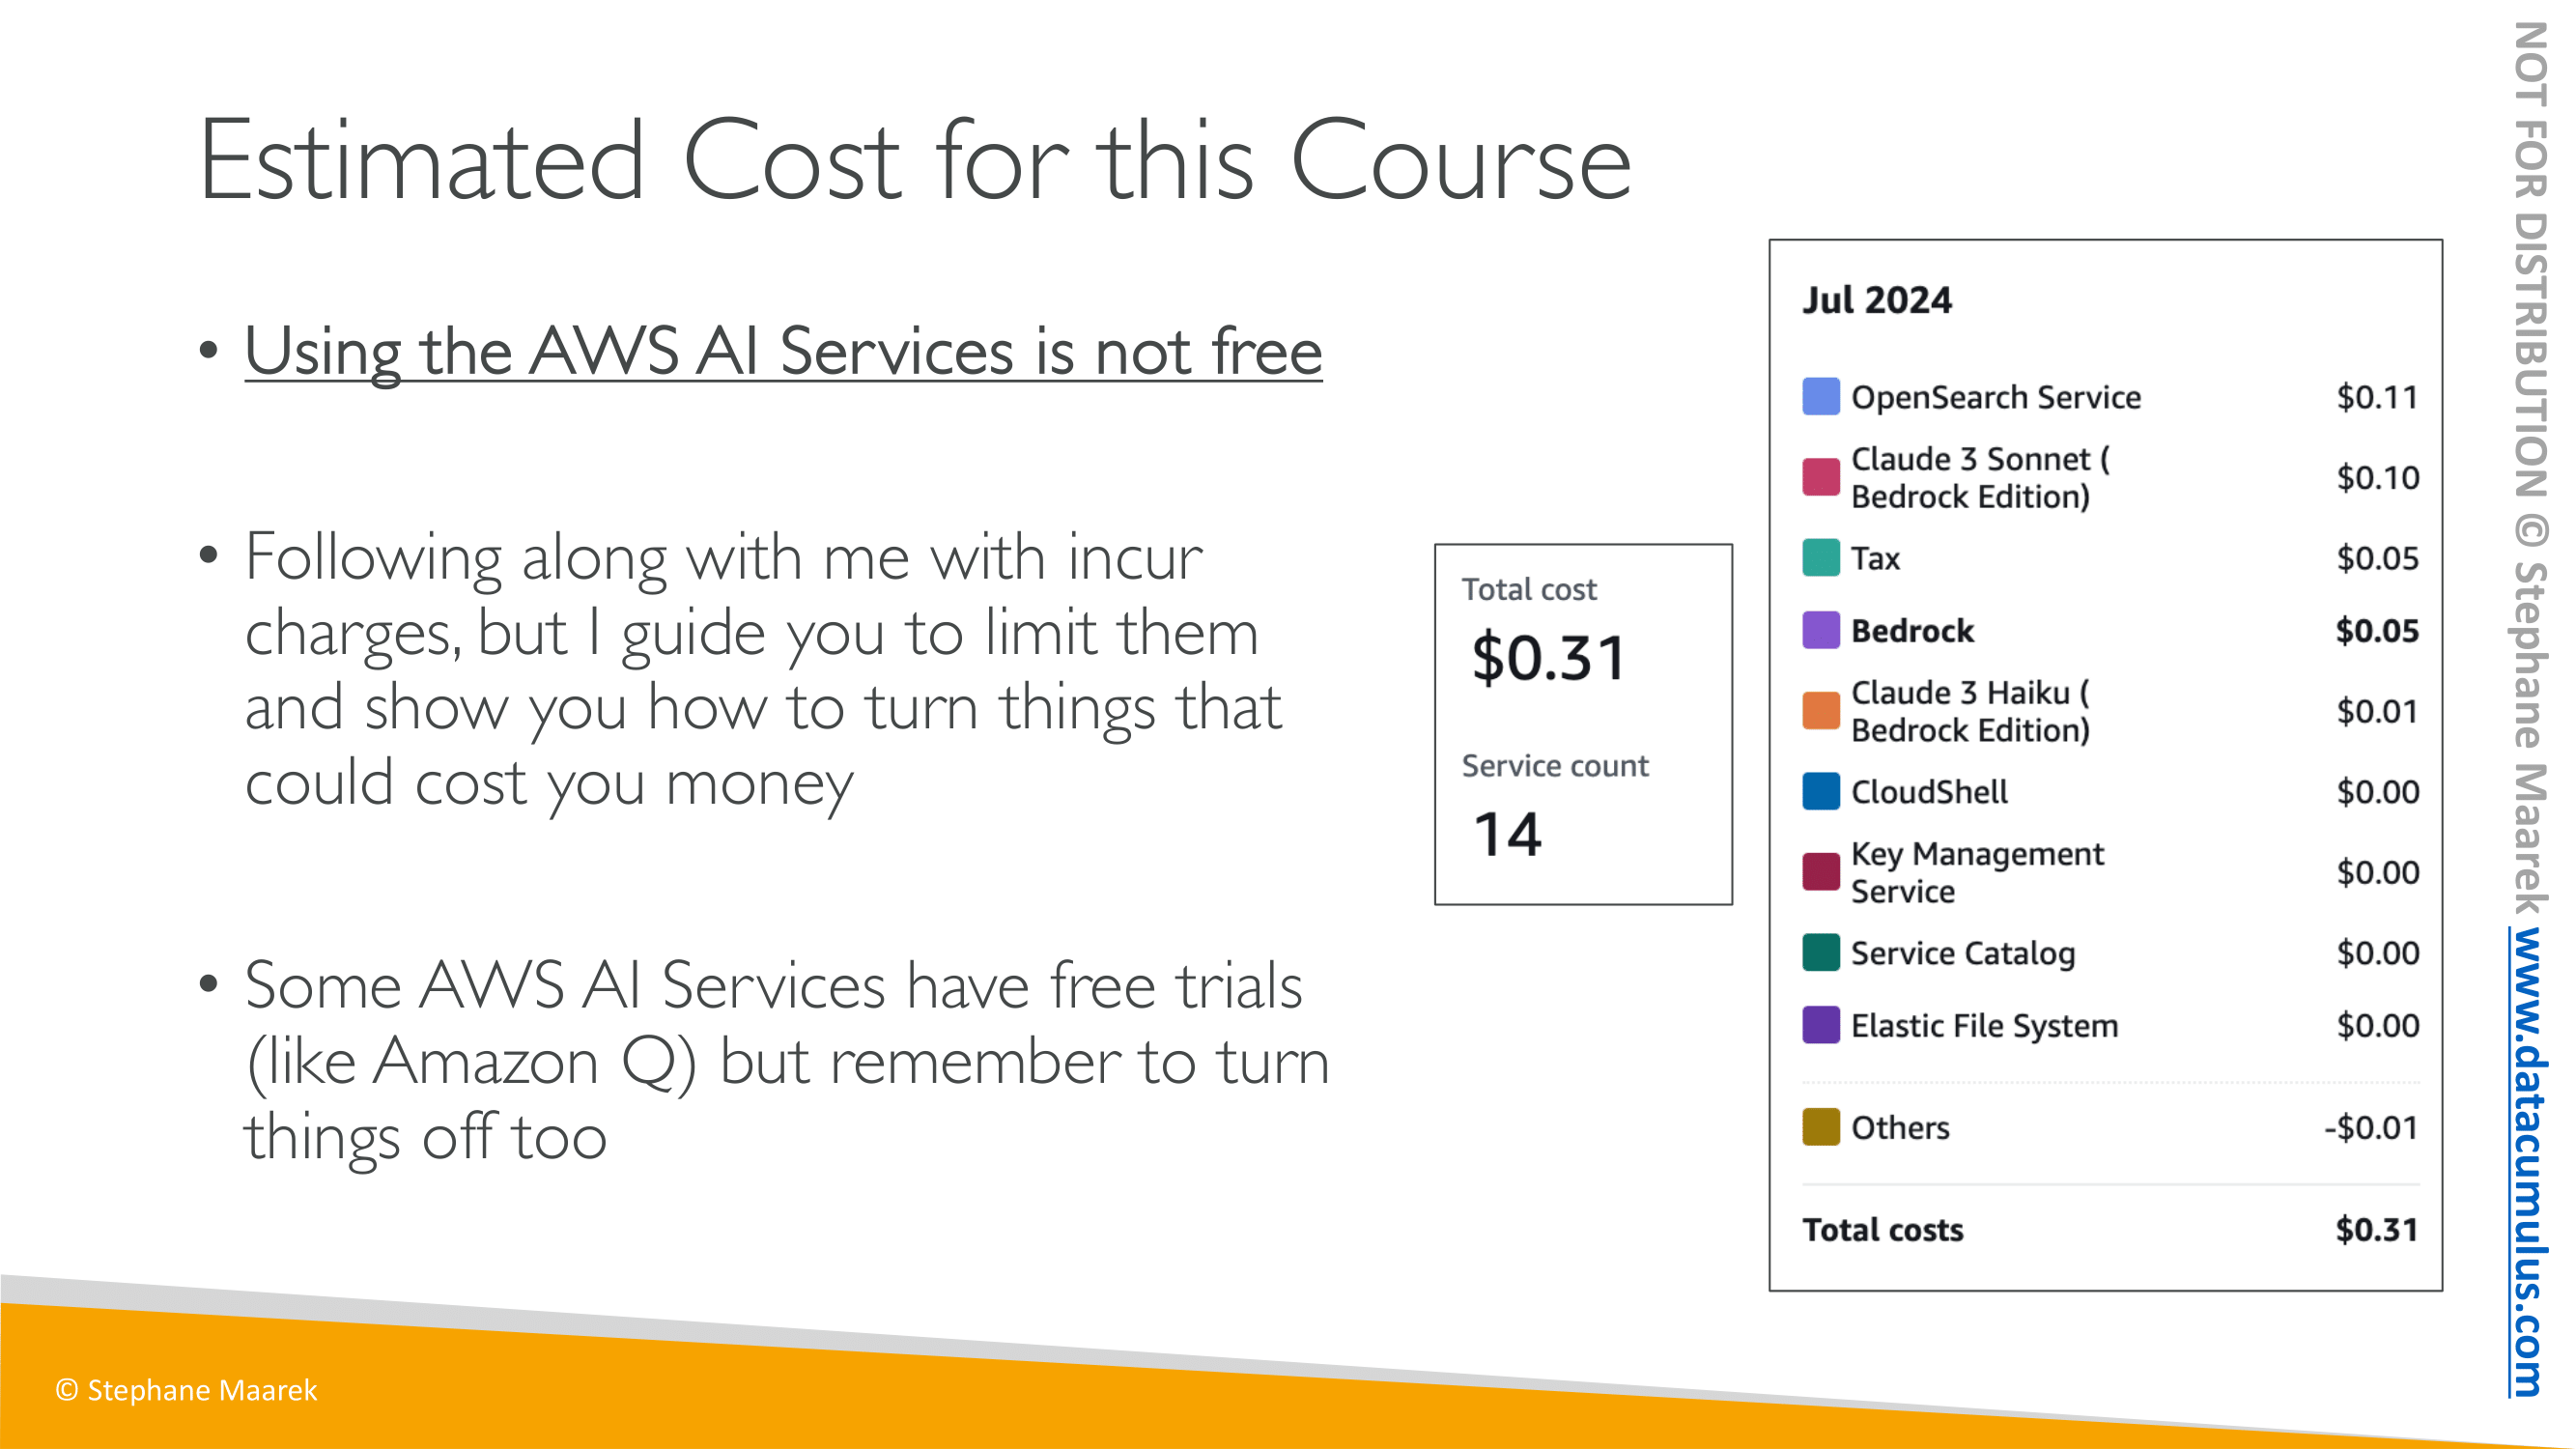 Estimated Cost for this Course
• Using the AWS AI Services is not free
• Following along with me with incur
charges, but I guide you to limit them
and show you how to turn things that
could cost you money
• Some AWS AI Services have free trials
(like Amazon Q) but remember to turn
things off too
Total cost
$0.31
Service count
14
Jul 2024
OpenSearch Service $0.11
Claude 3 Sonnet (
Bedrock Edition) $0.10
Tax $0.05
Bedrock $0.05
Claude 3 Haiku (
Bedrock Edition) $0.01
CloudShell $0.00
Key Management
Service $0.00
Service Catalog $0.00
Elastic File System $0.00
Others -$0.01
Total costs $0.31
© Stephane Maarek
NOT FOR DISTRIBUTION © Stephane Maarek www.datacumulus.com